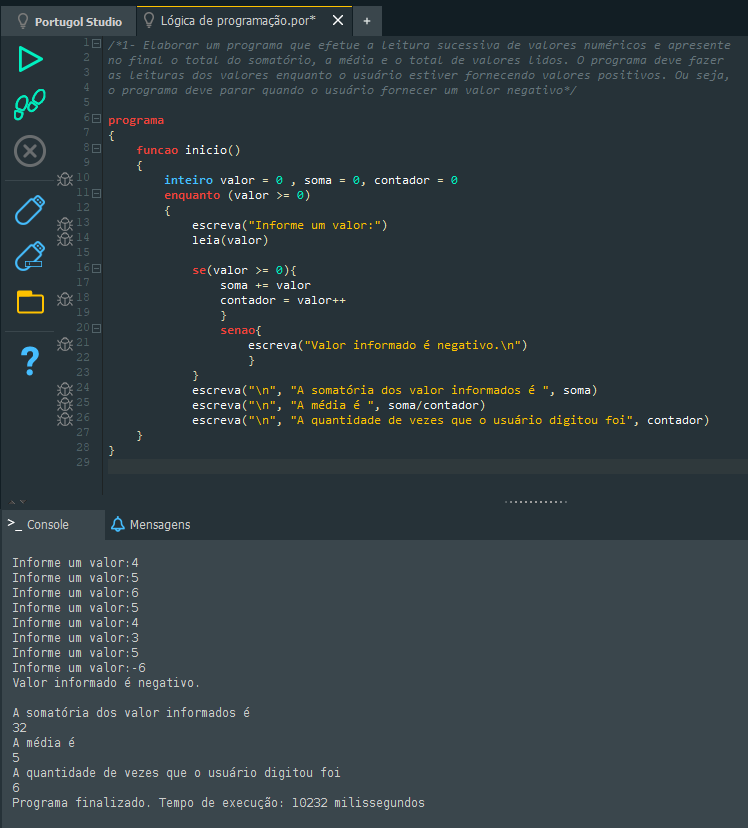 Portugol Studio
Lógica de programação.por*
+
1 /*1- Elaborar um programa que efetue a leitura sucessiva de valores numéricos e apresente
2 no final o total do somatório, a média e o total de valores lidos. O programa deve fazer
3 as leituras dos valores enquanto o usuário estiver fornecendo valores positivos. Ou seja,
4 o programa deve parar quando o usuário fornecer um valor negativo*/
5
6 programa
7 {
8 funcao inicio()
9 {
10 inteiro valor = 0 , soma = 0, contador = 0
11 enquanto (valor >= 0)
12 {
13 escreva("Informe um valor:")
14 leia(valor)
15
16 se(valor >= 0){
17 soma += valor
18 contador = valor++
19 }
20 senao{
21 escreva("Valor informado é negativo.\n")
22 }
23 }
24 escreva("\n", "A somatória dos valor informados é ", soma)
25 escreva("\n", "A média é ", soma/contador)
26 escreva("\n", "A quantidade de vezes que o usuário digitou foi", contador)
27 }
28 }
29
>_ Console
Mensagens
Informe um valor:4
Informe um valor:5
Informe um valor:6
Informe um valor:5
Informe um valor:4
Informe um valor:3
Informe um valor:5
Informe um valor:-6
Valor informado é negativo.
A somatória dos valor informados é
32
A média é
5
A quantidade de vezes que o usuário digitou foi
6
Programa finalizado. Tempo de execução: 10232 milissegundos